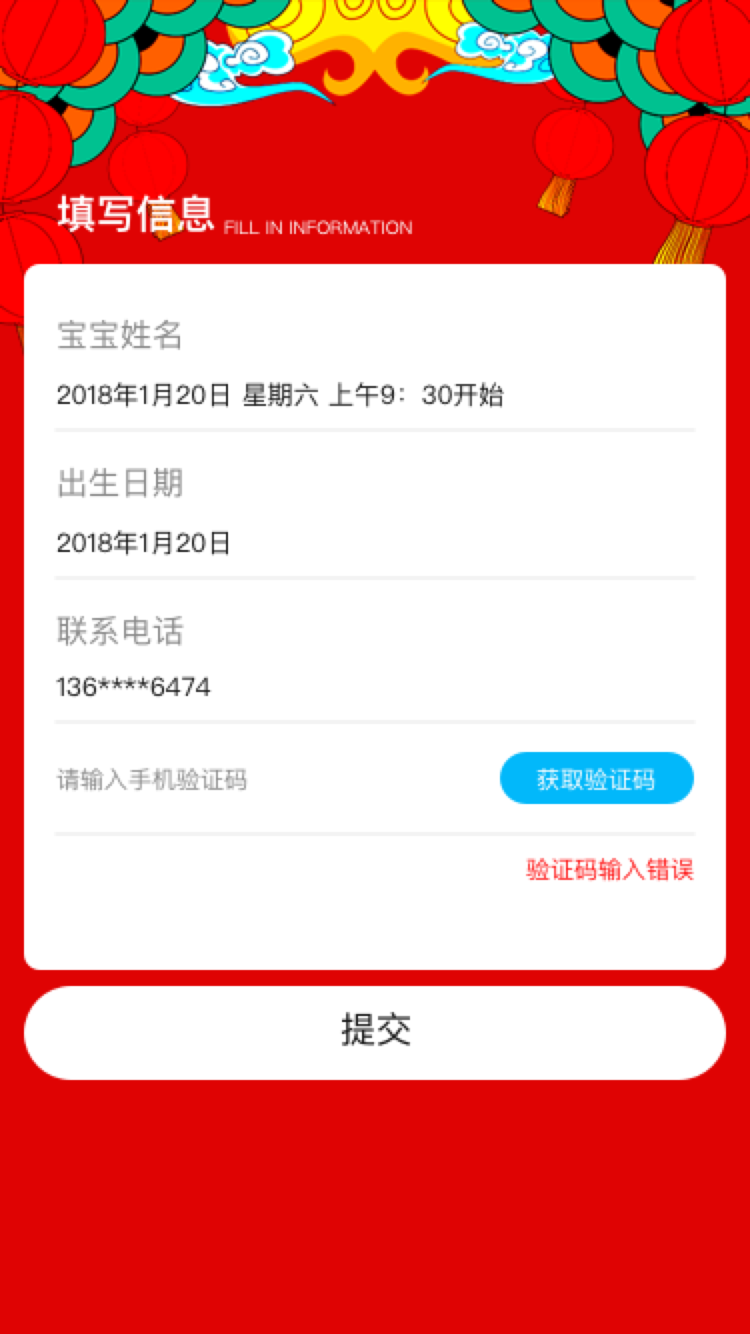 填写信息 FILL IN INFORMATION
宝宝姓名
2018年1月20日 星期六 上午9：30开始
出生日期
2018年1月20日
联系电话
136****6474
请输入手机验证码 获取验证码
验证码输入错误
提交